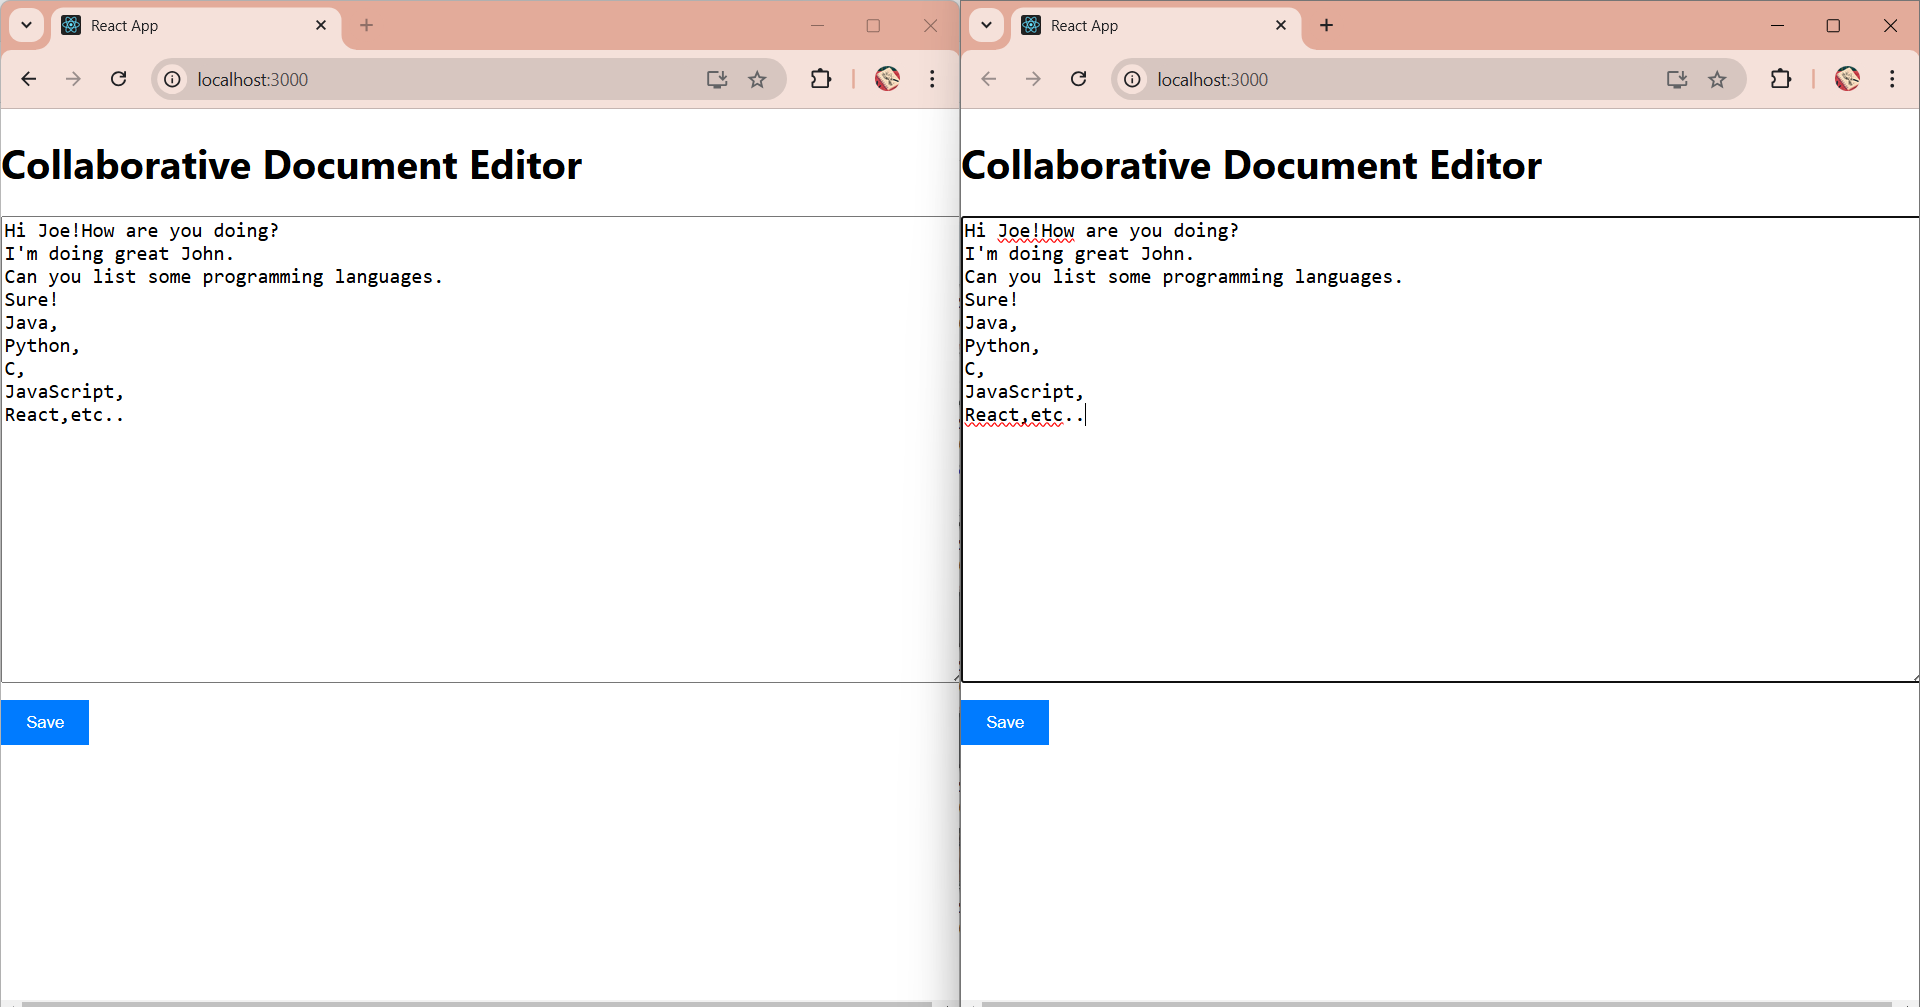 React App
localhost:3000
Collaborative Document Editor
Hi Joe!How are you doing?
I'm doing great John.
Can you list some programming languages.
Sure!
Java,
Python,
C,
JavaScript,
React,etc..
Save
React App
localhost:3000
Collaborative Document Editor
Hi Joe!How are you doing?
I'm doing great John.
Can you list some programming languages.
Sure!
Java,
Python,
C,
JavaScript,
React,etc..
Save